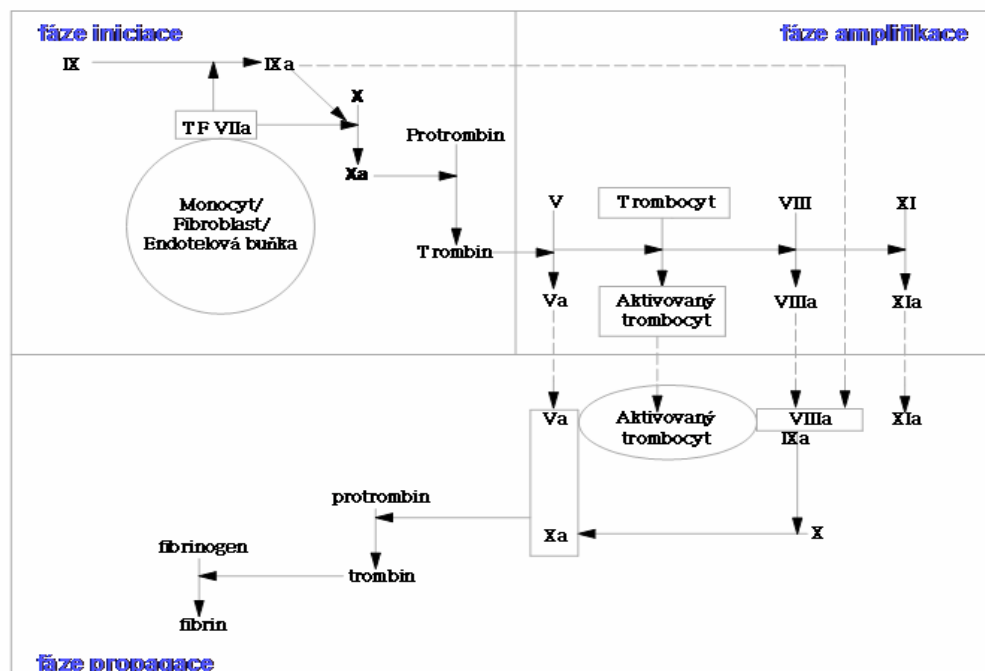 fáze iniciace
fáze amplifikace
IX
IXa
X
TF VIIa
Protrombin
Xa
Monocyt/
Fibroblast/
Endotelová buňka
V
Trombocyt
VIII
XI
Trombin
Va
Aktivovaný
trombocyt
VIIIa
XIa
Va
Aktivovaný
trombocyt
VIIIa
IXa
XIa
protrombin
Xa
X
fibrinogen
trombin
fibrin
fáze propagace